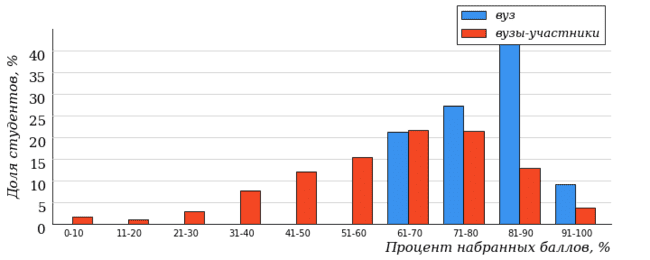 вуз
вузы-участники
Доля студентов, %
40
35
30
25
20
15
10
5
0
0-10 11-20 21-30 31-40 41-50 51-60 61-70 71-80 81-90 91-100
Процент набранных баллов, %